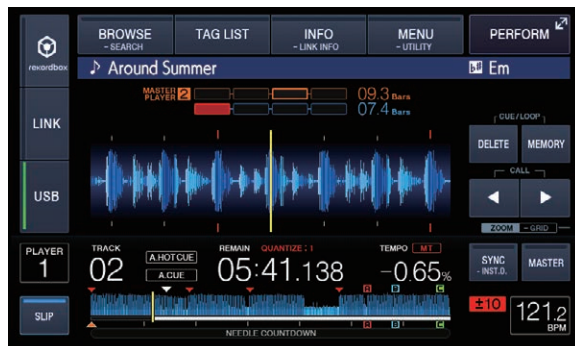 BROWSE
- SEARCH
TAG LIST
INFO
- LINK INFO
MENU
- UTILITY
PERFORM
rekordbox
♪ Around Summer
Em
MASTER
PLAYER 2
09.3 Bars
07.4 Bars
LINK
CUE/LOOP
DELETE
MEMORY
CALL
USB
ZOOM
- GRID
PLAYER
1
TRACK
02
A.HOT CUE
A.CUE
REMAIN
QUANTIZE : 1
05:41.138
TEMPO
MT
-0.65%
SYNC
- INST.D.
MASTER
A
B
C
SLIP
±10
121.2
BPM
A
B
C
NEEDLE COUNTDOWN